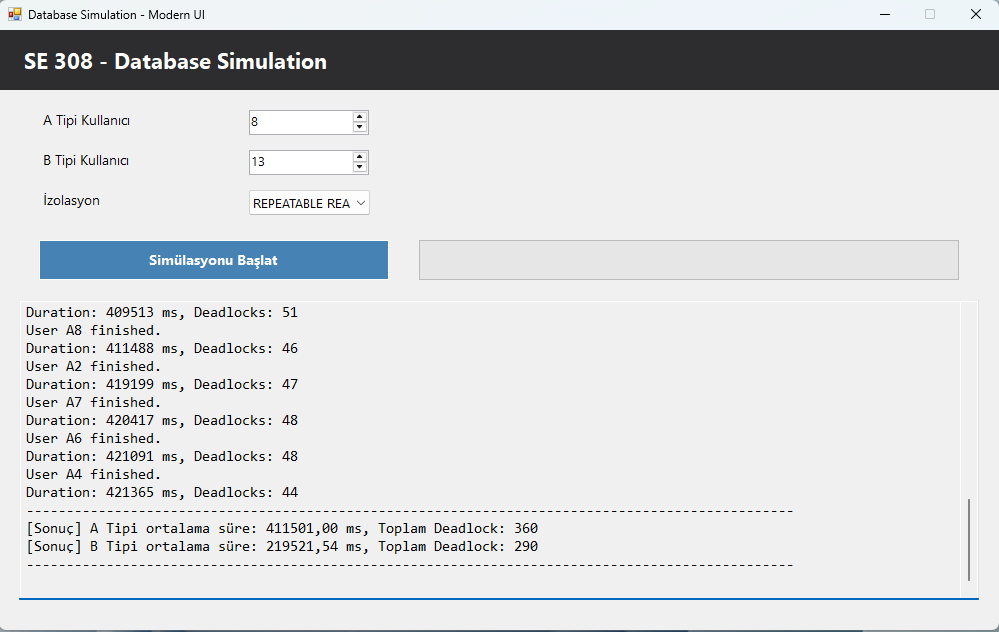 Database Simulation - Modern UI
SE 308 - Database Simulation
A Tipi Kullanıcı
8
B Tipi Kullanıcı
13
İzolasyon
REPEATABLE REA
Simülasyonu Başlat
Duration: 409513 ms, Deadlocks: 51
User A8 finished.
Duration: 411488 ms, Deadlocks: 46
User A2 finished.
Duration: 419199 ms, Deadlocks: 47
User A7 finished.
Duration: 420417 ms, Deadlocks: 48
User A6 finished.
Duration: 421091 ms, Deadlocks: 48
User A4 finished.
Duration: 421365 ms, Deadlocks: 44
------------------------------------------------------------------------------------------------
[Sonuç] A Tipi ortalama süre: 411501,00 ms, Toplam Deadlock: 360
[Sonuç] B Tipi ortalama süre: 219521,54 ms, Toplam Deadlock: 290
------------------------------------------------------------------------------------------------